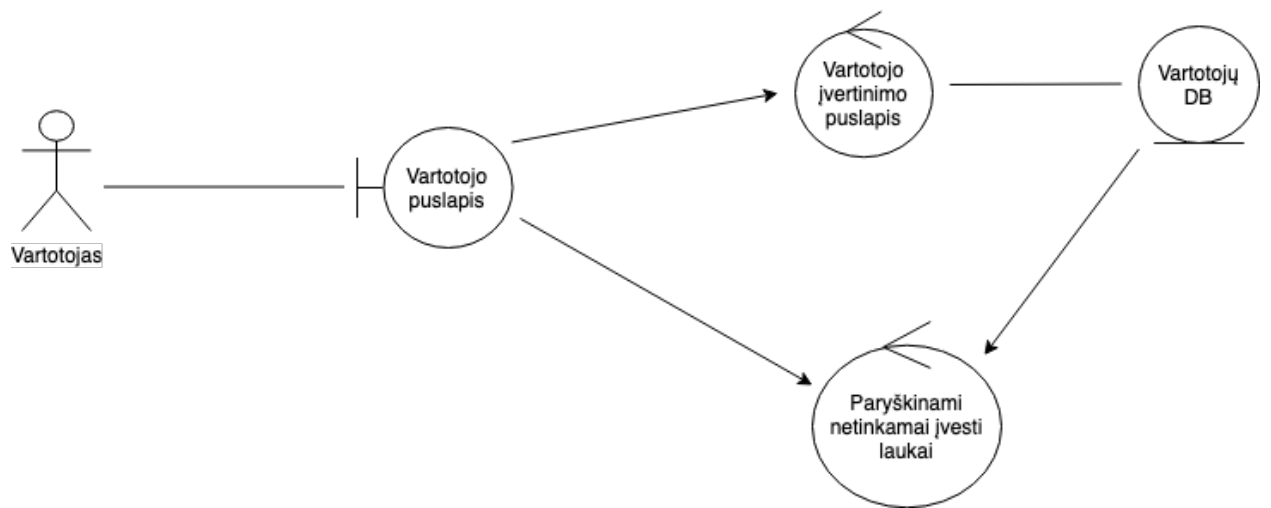 Vartotojas
Vartotojo
puslapis
Vartotojo
įvertinimo
puslapis
Vartotojų
DB
Paryškinami
netinkamai įvesti
laukai